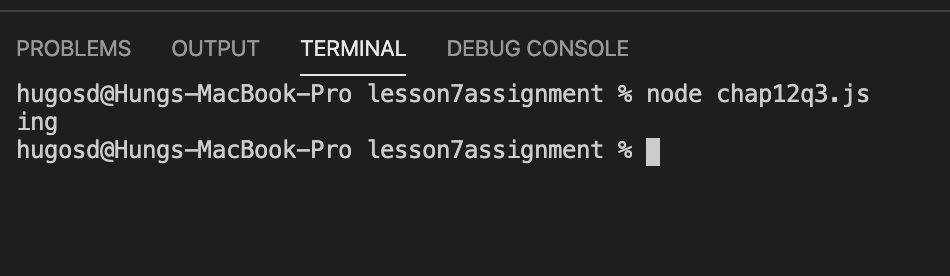 PROBLEMS OUTPUT TERMINAL DEBUG CONSOLE
hugosd@Hungs-MacBook-Pro lesson7assignment % node chap12q3.js
ing
hugosd@Hungs-MacBook-Pro lesson7assignment %